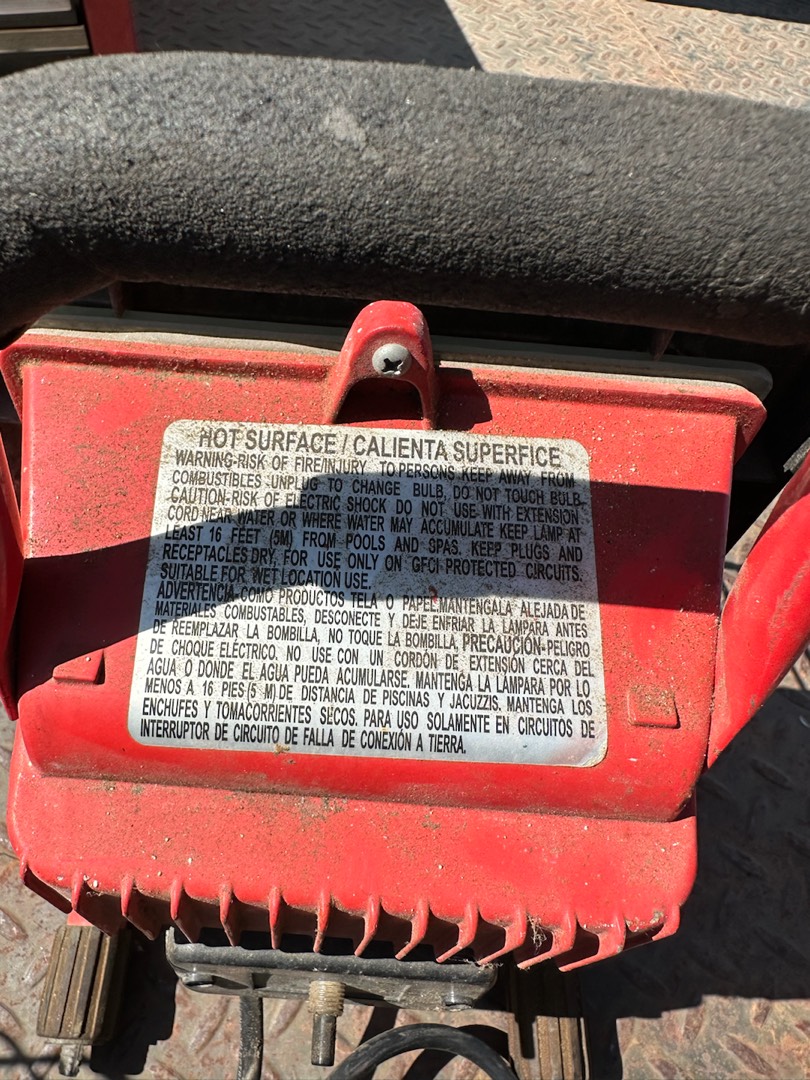 HOT SURFACE / CALIENTA SUPERFICE
WARNING-RISK OF FIRE/INJURY TO PERSONS KEEP AWAY FROM
COMBUSTIBLES UNPLUG TO CHANGE BULB, DO NOT TOUCH BULB
CAUTION-RISK OF ELECTRIC SHOCK DO NOT USE WITH EXTENSION
CORD NEAR WATER OR WHERE WATER MAY ACCUMULATE KEEP LAMP AT
LEAST 16 FEET (5M) FROM POOLS AND SPAS. KEEP PLUGS AND
RECEPTACLES DRY, FOR USE ONLY ON GFCI PROTECTED CIRCUITS.
SUITABLE FOR WET LOCATION USE.
ADVERTENCIA-COMO PRODUCTOS TELA O PAPEL.MANTENGALA ALEJADA DE
MATERIALES COMBUSTABLES, DESCONECTE Y DEJE ENFRIAR LA LAMPARA ANTES
DE REEMPLAZAR LA BOMBILLA, NO TOQUE LA BOMBILLA, PRECAUCIÓN-PELIGRO
DE CHOQUE ELÉCTRICO. NO USE CON UN CORDÓN DE EXTENSIÓN CERCA DEL
AGUA O DONDE EL AGUA PUEDA ACUMULARSE. MANTENGA LA LÁMPARA POR LO
MENOS A 16 PIES (5 M) DE DISTANCIA DE PISCINAS Y JACUZZIS. MANTENGA LOS
ENCHUFES Y TOMACORRIENTES SECOS. PARA USO SOLAMENTE EN CIRCUITOS DE
INTERRUPTOR DE CIRCUITO DE FALLA DE CONEXIÓN A TIERRA.